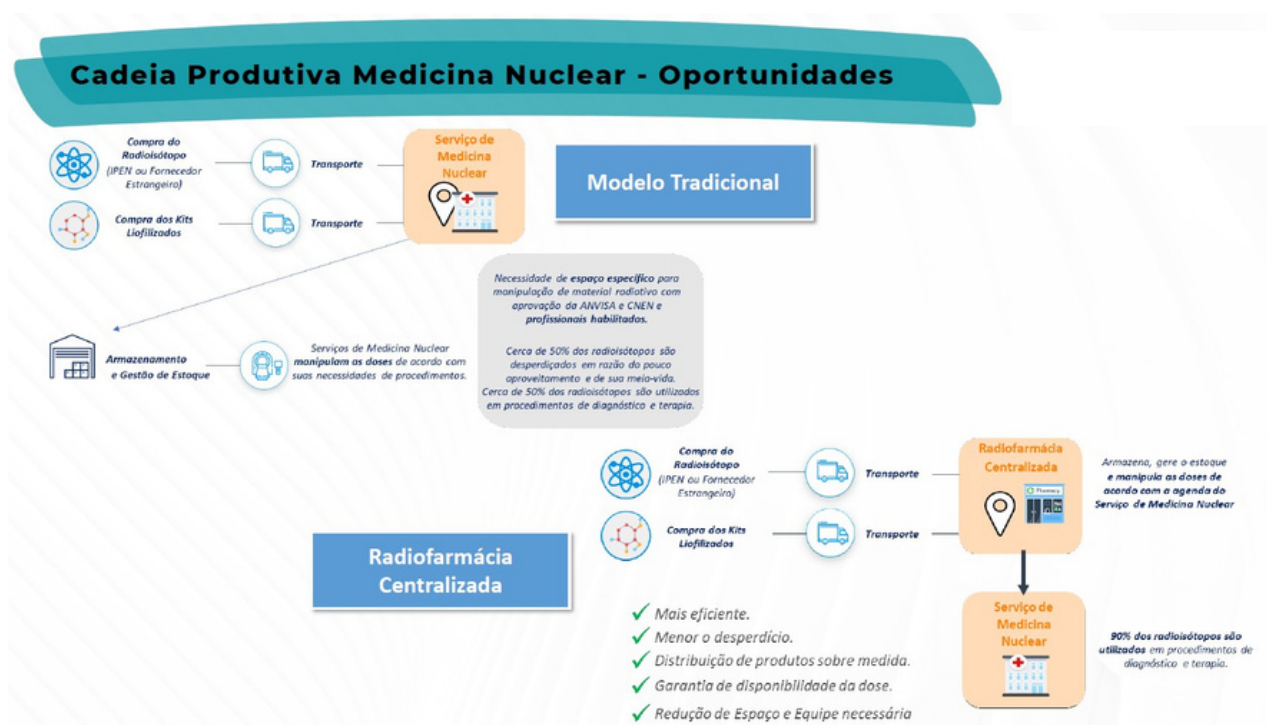 Cadeia Produtiva Medicina Nuclear - Oportunidades
Compra do
Radioisótopo
(IPEN ou Fornecedor
Estrangeiro)
Transporte
Compra dos Kits
Liofilizados
Transporte
Serviço de
Medicina
Nuclear
Modelo Tradicional
Armazenamento
e Gestão de Estoque
Serviços de Medicina Nuclear
manipulam as doses de acordo com
suas necessidades de procedimentos.
Necessidade de espaço específico para
manipulação de material radiativo com
aprovação da ANVISA e CNEN e
profissionais habilitados.
Cerca de 50% dos radioisótopos são
desperdiçados em razão do pouco
aproveitamento e de sua meia-vida.
Cerca de 50% dos radioisótopos são utilizados
em procedimentos de diagnóstico e terapia.
Radiofarmácia
Centralizada
Compra do
Radioisótopo
(IPEN ou Fornecedor
Estrangeiro)
Transporte
Compra dos Kits
Liofilizados
Transporte
Radiofarmácia
Centralizada
Pharmacy
Armazena, gere o estoque
e manipula as doses de
acordo com a agenda do
Serviço de Medicina Nuclear
Serviço de
Medicina
Nuclear
90% dos radioisótopos são
utilizados em procedimentos de
diagnóstico e terapia.
Mais eficiente.
Menor o desperdício.
Distribuição de produtos sobre medida.
Garantia de disponibilidade da dose.
Redução de Espaço e Equipe necessária